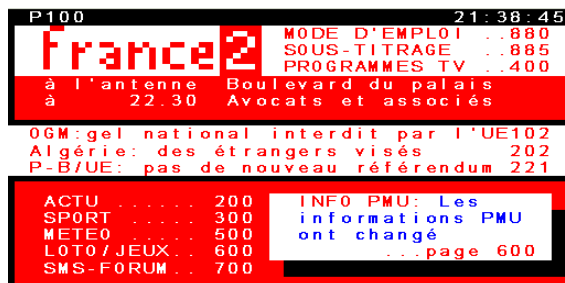 P100 21:38:45
france 2
MODE D'EMPLOI ..880
SOUS-TITRAGE ..885
PROGRAMMES TV ..400
à l'antenne Boulevard du palais
à 22.30 Avocats et associés
OGM:gel national interdit par l'UE102
Algérie: des étrangers visés 202
P-B/UE: pas de nouveau référendum 221
ACTU ...... 200
SPORT ..... 300
METEO ..... 500
LOTO/JEUX.. 600
SMS-FORUM.. 700
INFO PMU: Les
informations PMU
ont changé
...page 600